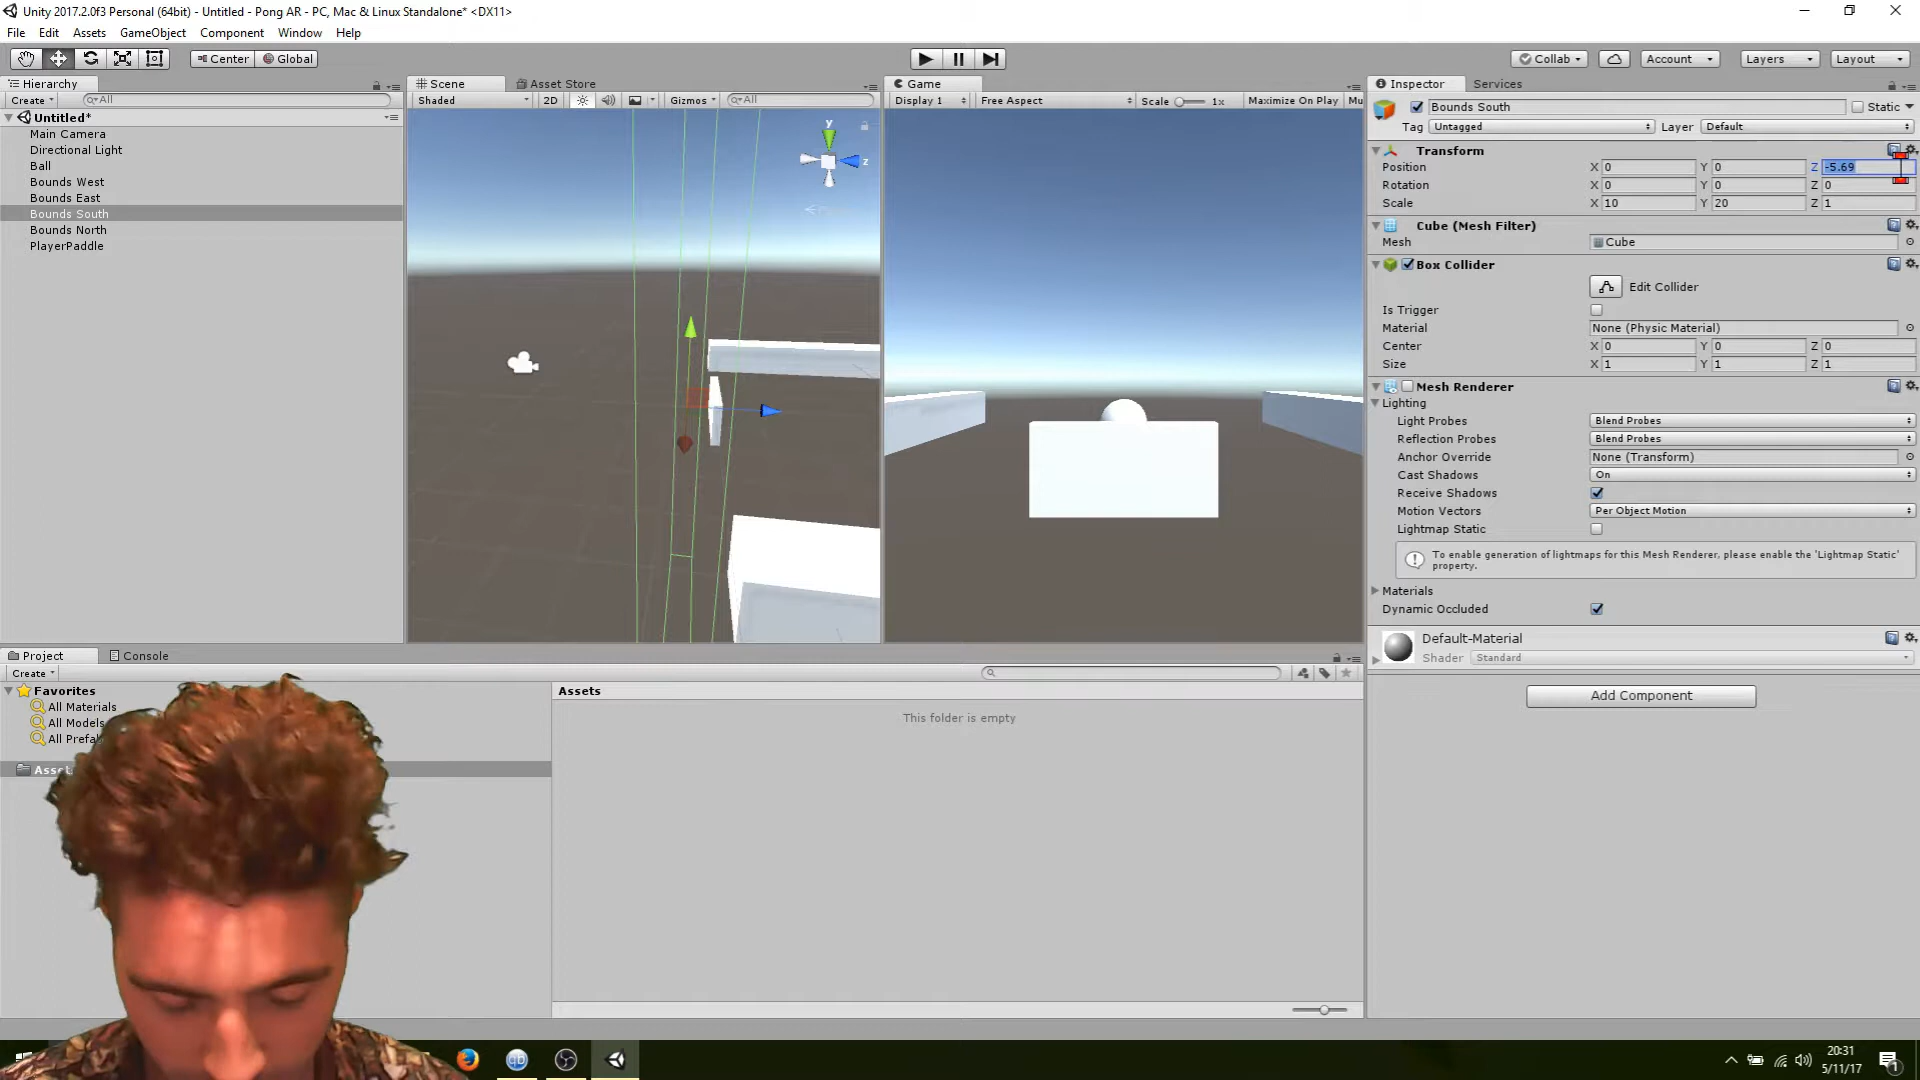 Unity 2017.2.0f3 Personal (64bit) - Untitled - Pong AR - PC, Mac & Linux Standalone* <DX11>
File Edit Assets GameObject Component Window Help
Center Global Collab Account Layers Layout
Hierarchy Scene Asset Store Game Inspector Services
Create All Shaded 2D Gizmos All Display 1 Free Aspect Scale 1x Maximize On Play Mu
Bounds South Static
Untitled*
Tag Untagged Layer Default
Main Camera
Directional Light
Ball
Bounds West
Bounds East
Bounds South
Bounds North
PlayerPaddle
y
z
Transform
Position X 0 Y 0 Z -5.69
Rotation X 0 Y 0 Z 0
Scale X 10 Y 20 Z 1
Cube (Mesh Filter)
Mesh Cube
Box Collider
Edit Collider
Is Trigger
Material None (Physic Material)
Center X 0 Y 0 Z 0
Size X 1 Y 1 Z 1
Mesh Renderer
Lighting
Light Probes Blend Probes
Reflection Probes Blend Probes
Anchor Override None (Transform)
Cast Shadows On
Receive Shadows
Motion Vectors Per Object Motion
Lightmap Static
To enable generation of lightmaps for this Mesh Renderer, please enable the 'Lightmap Static'
property.
Materials
Dynamic Occluded
Default-Material
Shader Standard
Add Component
Project Console
Create
Favorites
All Materials
All Models
All Prefa
Asset
Assets
This folder is empty
20:31
5/11/17
1